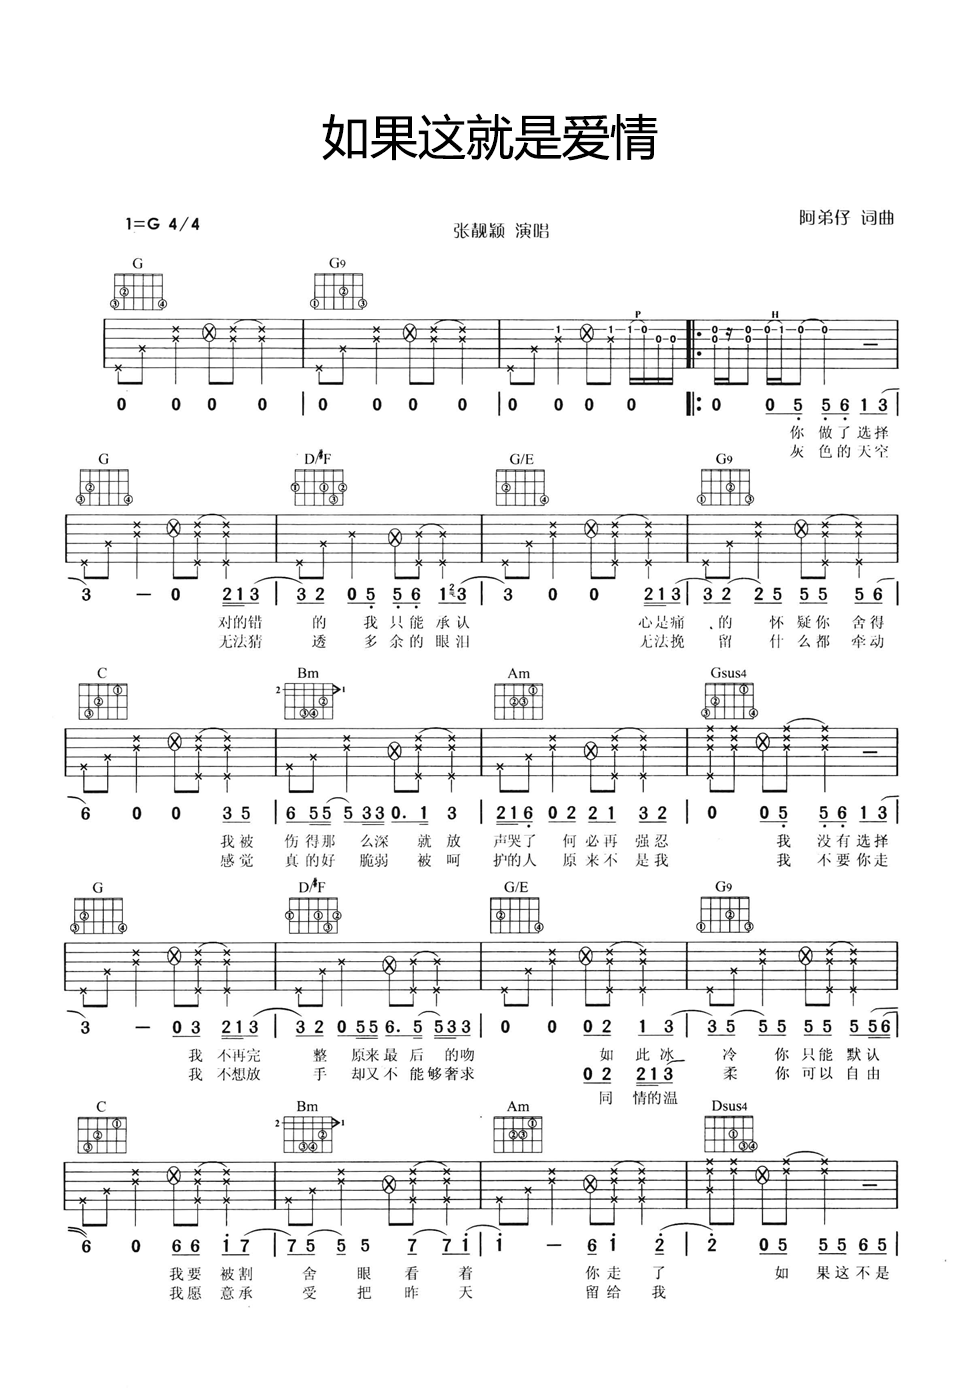 如果这就是爱情
1=G 4/4
张靓颖 演唱
阿弟仔 词曲
G G9
P H
0 0 0 0 | 0 0 0 0 | 0 0 0 0 |: 0 0 5 5 6 1 3 |
你 做了选择
灰 色的天空
G D/#F G/E G9
3 - 0 2 1 3 | 3 2 0 5 5 6 1 2 3 | 3 0 0 2 1 3 | 3 2 2 5 5 5 5 6 |
对的错 的 我 只能 承认 心是痛 、的 怀 疑你 舍得
无法猜 透 多 余的眼泪 无法挽 留 什 么都 牵动
C Bm Am Gsus4
2 1
6 0 0 3 5 | 6 5 5 5 3 3 0. 1 3 | 2 1 6 0 2 2 1 3 2 | 0 0 5 5 6 1 3 |
我被 伤得那 么深 就 放 声哭了 何 必再 强忍 我 没有选择
感觉 真的好 脆弱 被 呵 护的人 原 来不 是我 我 不要你走
G D/#F G/E G9
3 - 0 3 2 1 3 | 3 2 0 5 5 6. 5 5 3 3 | 0 0 0 2 1 3 | 3 5 5 5 5 5 5 5 6 |
我 不再完 整 原来最 后 的吻 如 此冰 冷 你 只能 默认
我 不想放 手 却又不 能够奢求 0 2 2 1 3 柔 你 可以 自由
同 情的温
C Bm Am Dsus4
2 1
6 0 6 6 1 7 | 7 5 5 5 7 7 1 | 1 - 6 1 2 | 2 0 5 5 5 6 5 |
我要 被割 舍 眼 看 着 你走 了 如 果这不是
我愿 意承 受 把 昨 天 留给 我